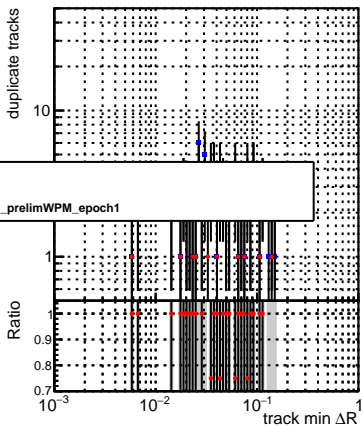 duplicate tracks
10
_prelimWPM_epoch1
1
Ratio
1
0.9
0.8
0.7
10⁻³ 10⁻² 10⁻¹ 1
track min ΔR